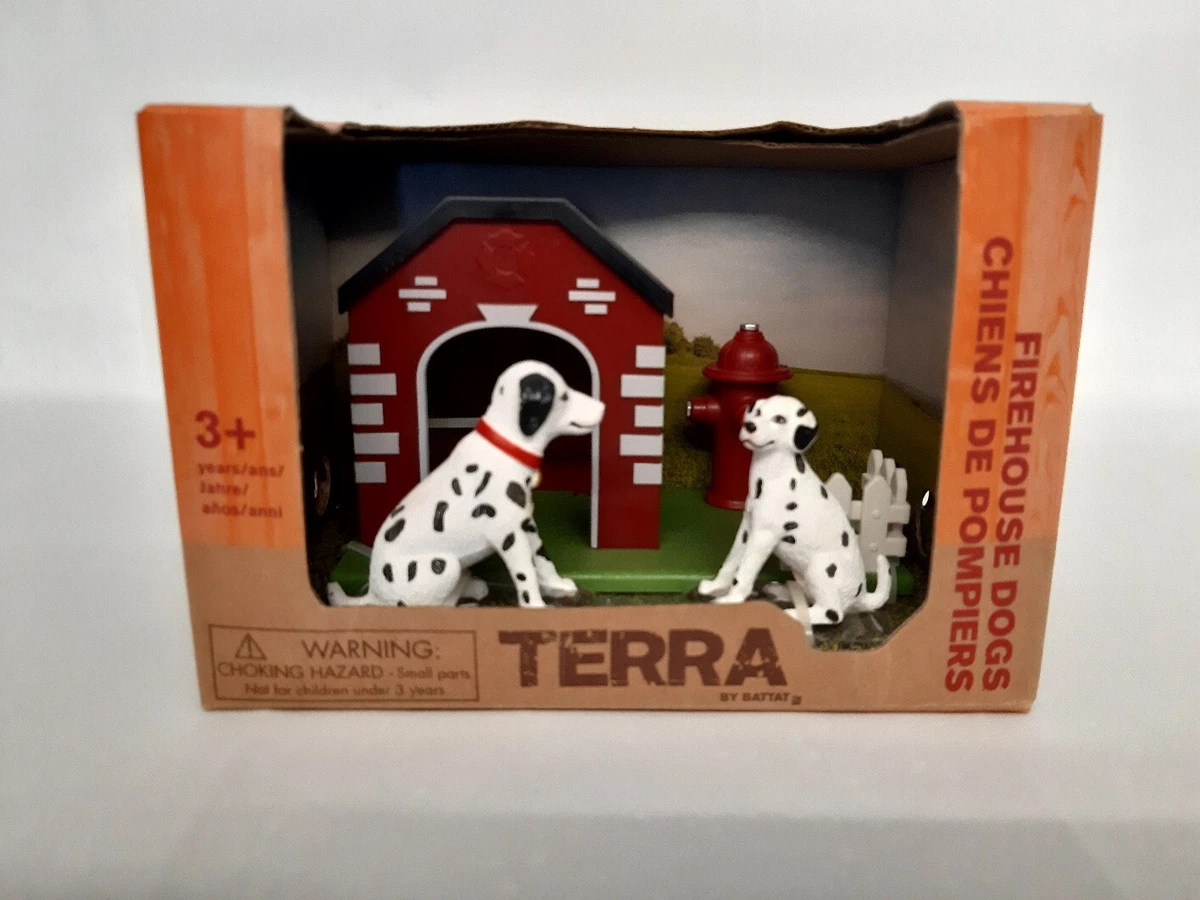 3+
years/ans/
Jahre/
años/anni
WARNING:
CHOKING HAZARD - Small parts.
Not for children under 3 years.
TERRA
BY BATTAT
FIREHOUSE DOGS
CHIENS DE POMPIERS